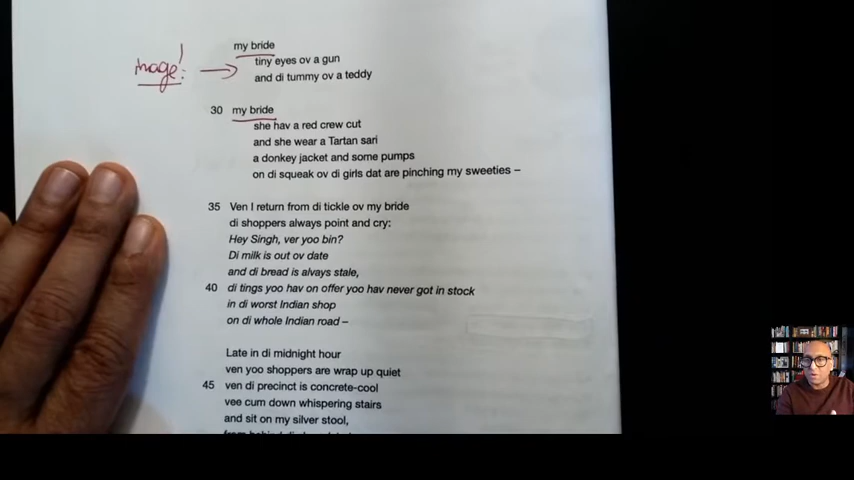 my bride
image! tiny eyes ov a gun
and di tummy ov a teddy
30 my bride
she hav a red crew cut
and she wear a Tartan sari
a donkey jacket and some pumps
on di squeak ov di girls dat are pinching my sweeties –
35 Ven I return from di tickle ov my bride
di shoppers always point and cry:
Hey Singh, ver yoo bin?
Di milk is out ov date
and di bread is alvays stale,
40 di tings yoo hav on offer yoo hav never got in stock
in di worst Indian shop
on di whole Indian road –
Late in di midnight hour
ven yoo shoppers are wrap up quiet
45 ven di precinct is concrete-cool
vee cum down whispering stairs
and sit on my silver stool,